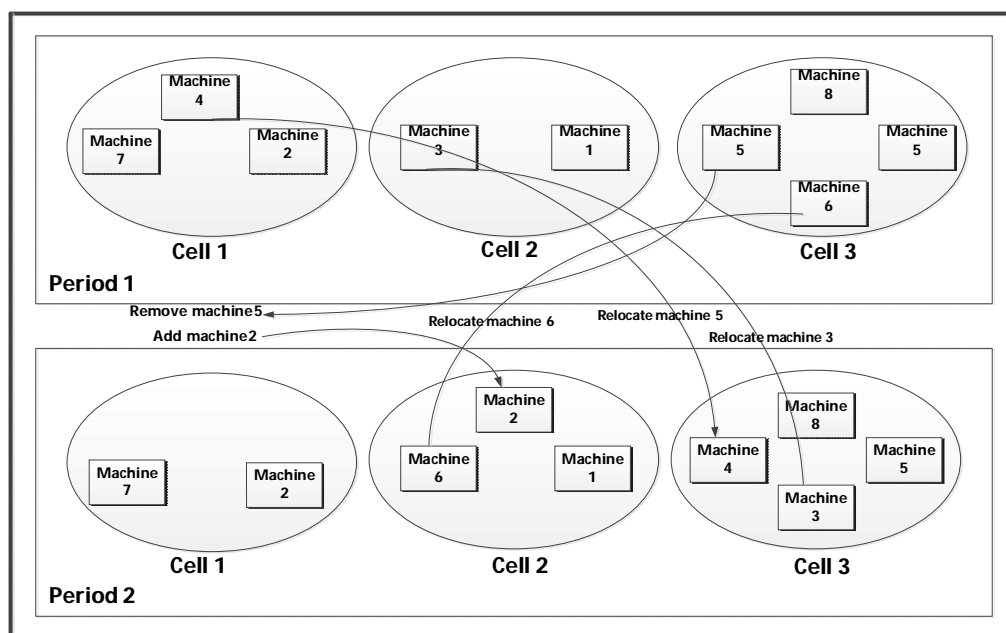 Machine
4
Machine
7
Machine
2
Cell 1
Machine
3
Machine
1
Cell 2
Machine
8
Machine
5
Machine
5
Machine
6
Cell 3
Period 1
Remove machine5
Add machine2
Relocate machine 6
Relocate machine 5
Relocate machine 3
Machine
7
Machine
2
Cell 1
Machine
2
Machine
6
Machine
1
Cell 2
Machine
8
Machine
4
Machine
5
Machine
3
Cell 3
Period 2